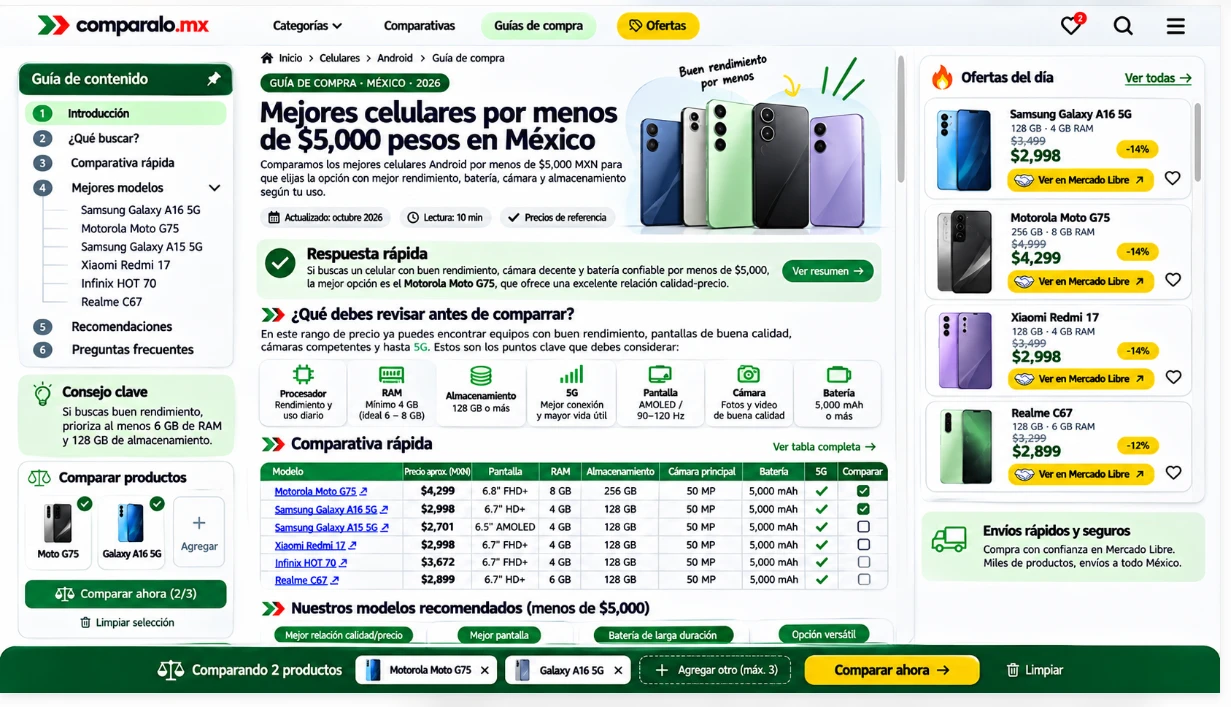 comparalo.mx
Categorías
Comparativas
Guías de compra
Ofertas
2
Guía de contenido
1 Introducción
2 ¿Qué buscar?
3 Comparativa rápida
4 Mejores modelos
Samsung Galaxy A16 5G
Motorola Moto G75
Samsung Galaxy A15 5G
Xiaomi Redmi 17
Infinix HOT 70
Realme C67
5 Recomendaciones
6 Preguntas frecuentes
Consejo clave
Si buscas buen rendimiento,
prioriza al menos 6 GB de RAM
y 128 GB de almacenamiento.
Comparar productos
Moto G75
Galaxy A16 5G
+
Agregar
Comparar ahora (2/3)
Limpiar selección
Inicio > Celulares > Android > Guía de compra
GUÍA DE COMPRA · MÉXICO · 2026
Mejores celulares por menos
de $5,000 pesos en México
Comparamos los mejores celulares Android por menos de $5,000 MXN para
que elijas la opción con mejor rendimiento, batería, cámara y almacenamiento
según tu uso.
Actualizado: octubre 2026
Lectura: 10 min
Precios de referencia
Buen rendimiento
por menos
Respuesta rápida
Si buscas un celular con buen rendimiento, cámara decente y batería confiable por menos de $5,000,
la mejor opción es el Motorola Moto G75, que ofrece una excelente relación calidad-precio.
Ver resumen →
¿Qué debes revisar antes de comparrar?
En este rango de precio ya puedes encontrar equipos con buen rendimiento, pantallas de buena calidad,
cámaras competentes y hasta 5G. Estos son los puntos clave que debes considerar:
Procesador
Rendimiento y
uso diario
RAM
Mínimo 4 GB
(ideal 6 – 8 GB)
Almacenamiento
128 GB o más
5G
Mejor conexión
y mayor vida útil
Pantalla
AMOLED /
90–120 Hz
Cámara
Fotos y video
de buena calidad
Batería
5,000 mAh
o más
Comparativa rápida
Ver tabla completa →
Modelo Precio aprox. (MXN) Pantalla RAM Almacenamiento Cámara principal Batería 5G Comparar
Motorola Moto G75 $4,299 6.8" FHD+ 8 GB 256 GB 50 MP 5,000 mAh
Samsung Galaxy A16 5G $2,998 6.7" HD+ 4 GB 128 GB 50 MP 5,000 mAh
Samsung Galaxy A15 5G $2,701 6.5" AMOLED 4 GB 128 GB 50 MP 5,000 mAh
Xiaomi Redmi 17 $2,998 6.7" FHD+ 4 GB 128 GB 50 MP 5,000 mAh
Infinix HOT 70 $3,672 6.7" FHD+ 4 GB 128 GB 50 MP 5,000 mAh
Realme C67 $2,899 6.7" HD+ 6 GB 128 GB 50 MP 5,000 mAh
Nuestros modelos recomendados (menos de $5,000)
Mejor relación calidad/precio
Mejor pantalla
Batería de larga duración
Opción versátil
Ofertas del día
Ver todas →
Samsung Galaxy A16 5G
128 GB · 4 GB RAM
$3,499
$2,998
-14%
Ver en Mercado Libre ↗
Motorola Moto G75
256 GB · 8 GB RAM
$4,999
$4,299
-14%
Ver en Mercado Libre ↗
Xiaomi Redmi 17
128 GB · 4 GB RAM
$3,499
$2,998
-14%
Ver en Mercado Libre ↗
Realme C67
128 GB · 6 GB RAM
$3,299
$2,899
-12%
Ver en Mercado Libre ↗
Envíos rápidos y seguros
Compra con confianza en Mercado Libre.
Miles de productos, envíos a todo México.
Comparando 2 productos
Motorola Moto G75 ✕
Galaxy A16 5G ✕
+ Agregar otro (máx. 3)
Comparar ahora →
Limpiar